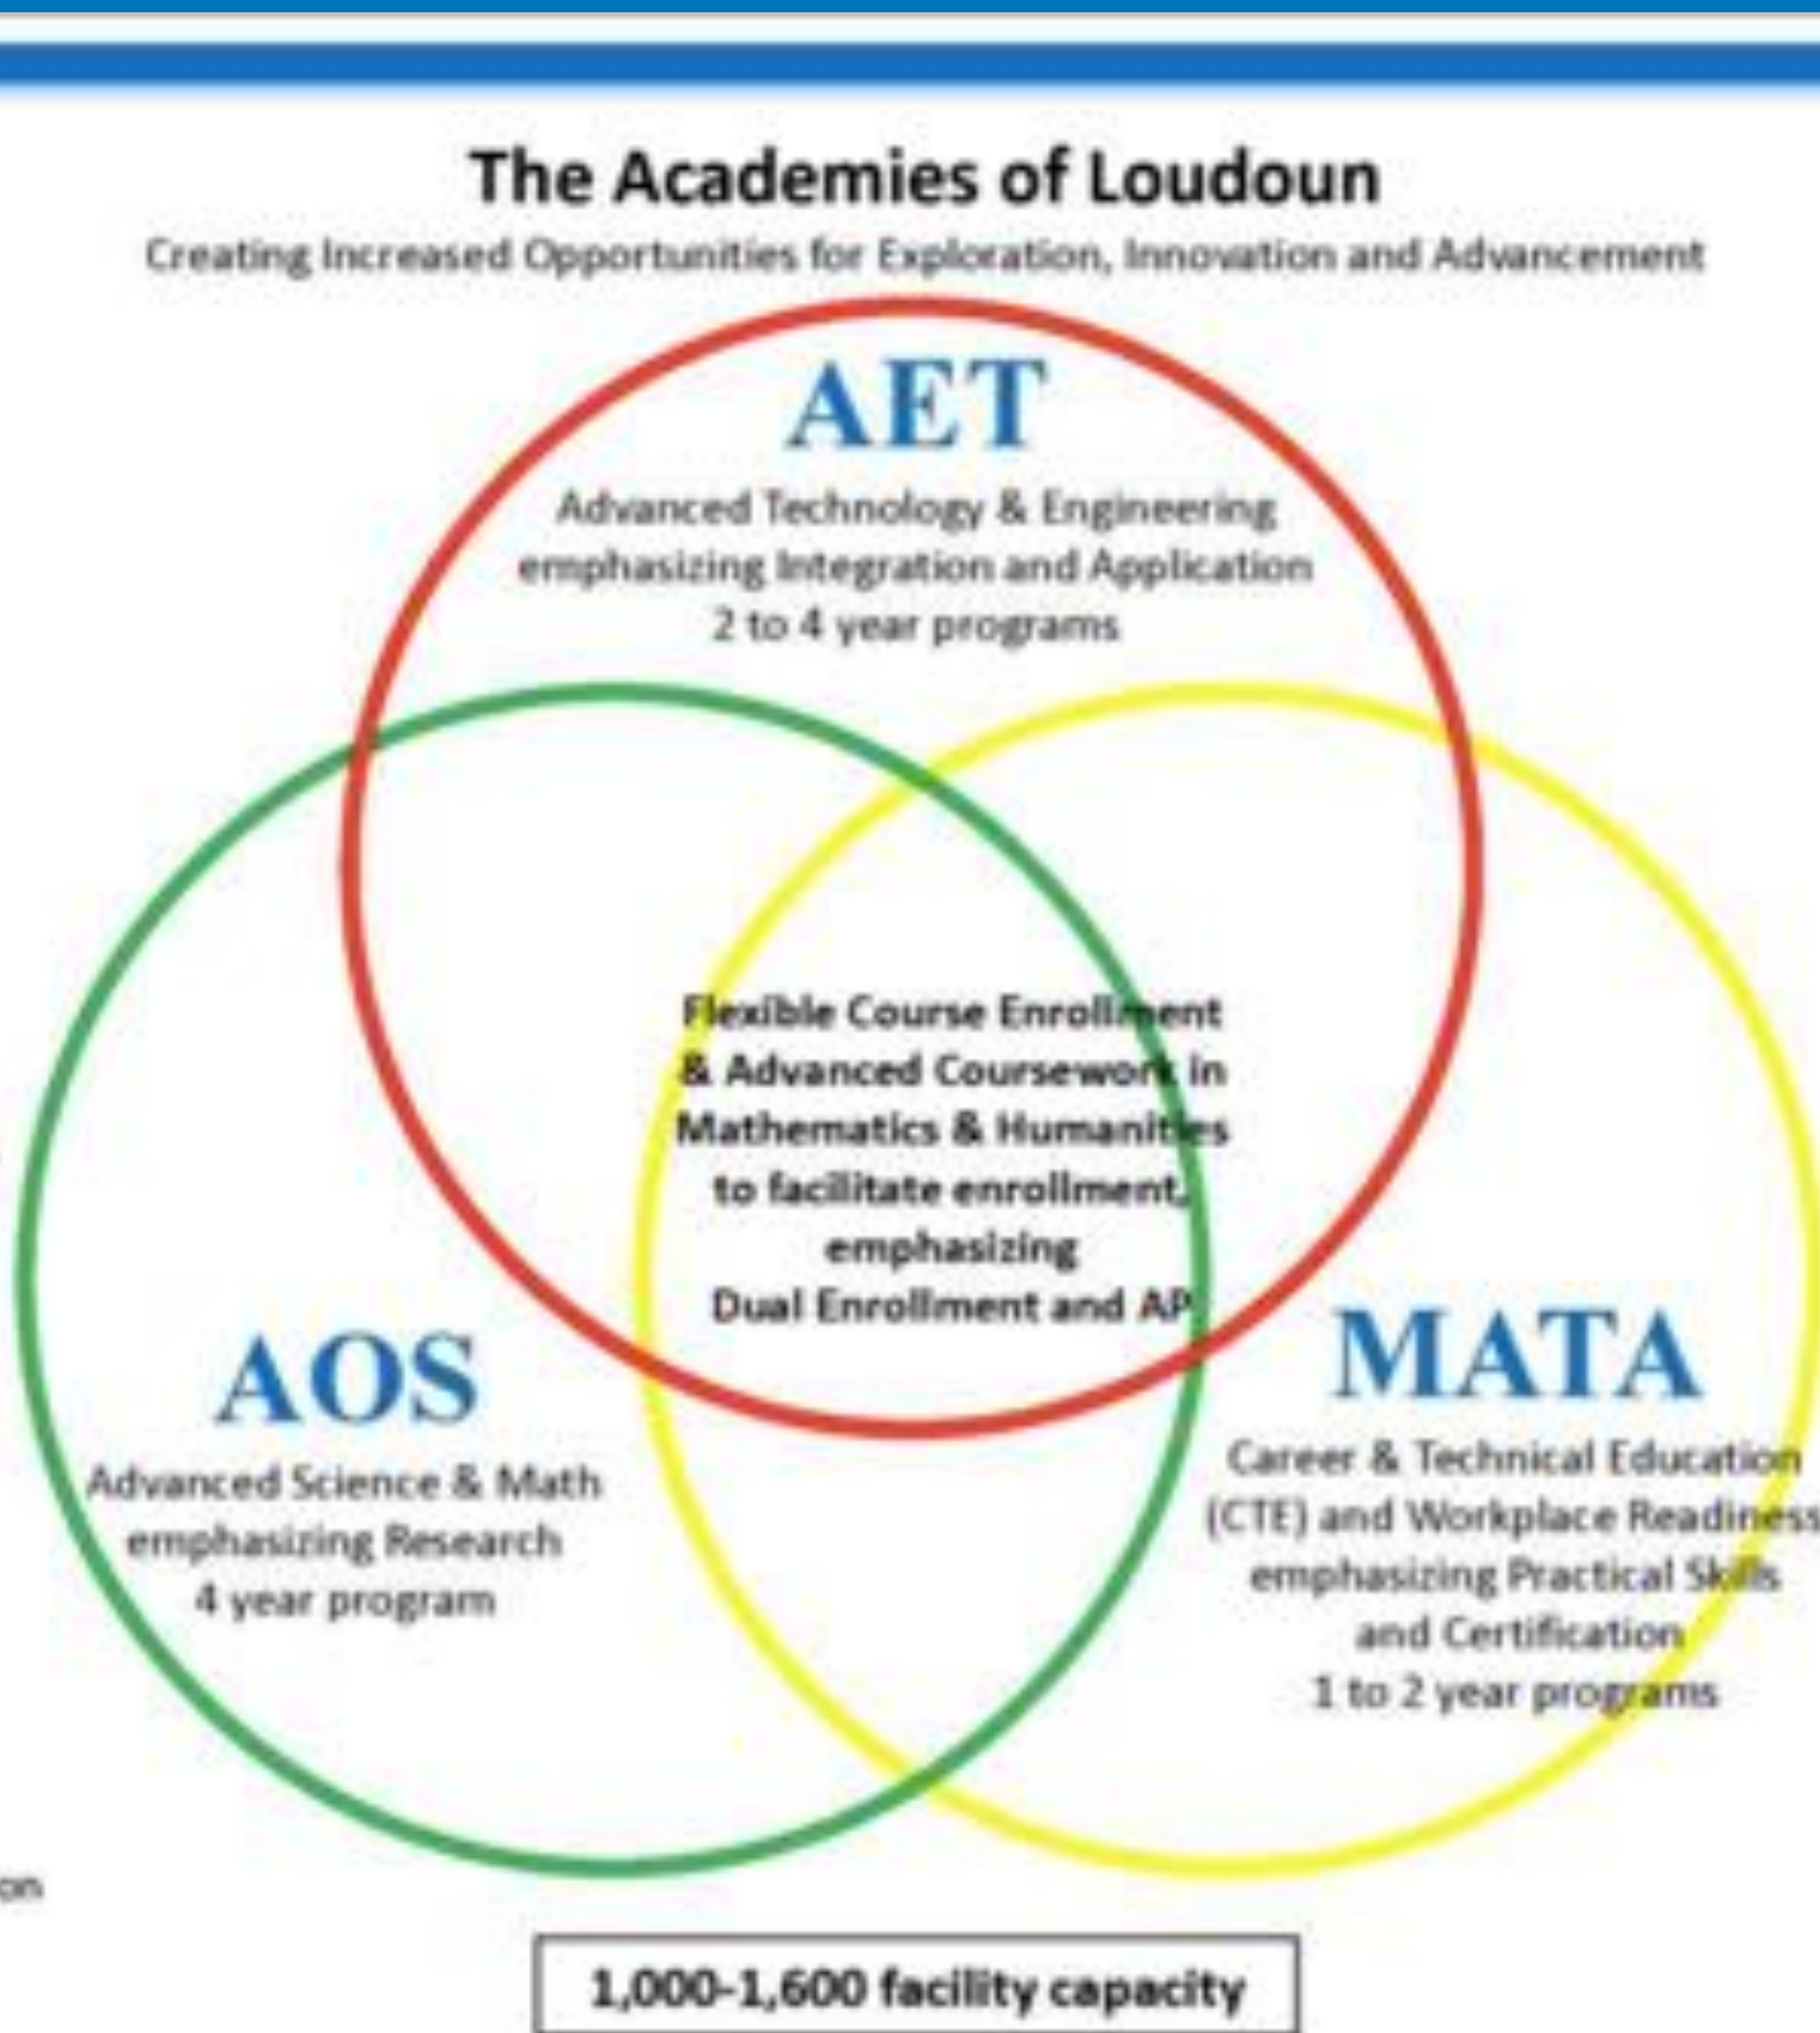 The Academies of Loudoun
Creating Increased Opportunities for Exploration, Innovation and Advancement
AET
Advanced Technology & Engineering
emphasizing Integration and Application
2 to 4 year programs
Flexible Course Enrollment
& Advanced Coursework in
Mathematics & Humanities
to facilitate enrollment,
emphasizing
Dual Enrollment and AP
AOS
Advanced Science & Math
emphasizing Research
4 year program
MATA
Career & Technical Education
(CTE) and Workplace Readiness
emphasizing Practical Skills
and Certification
1 to 2 year programs
on
1,000-1,600 facility capacity